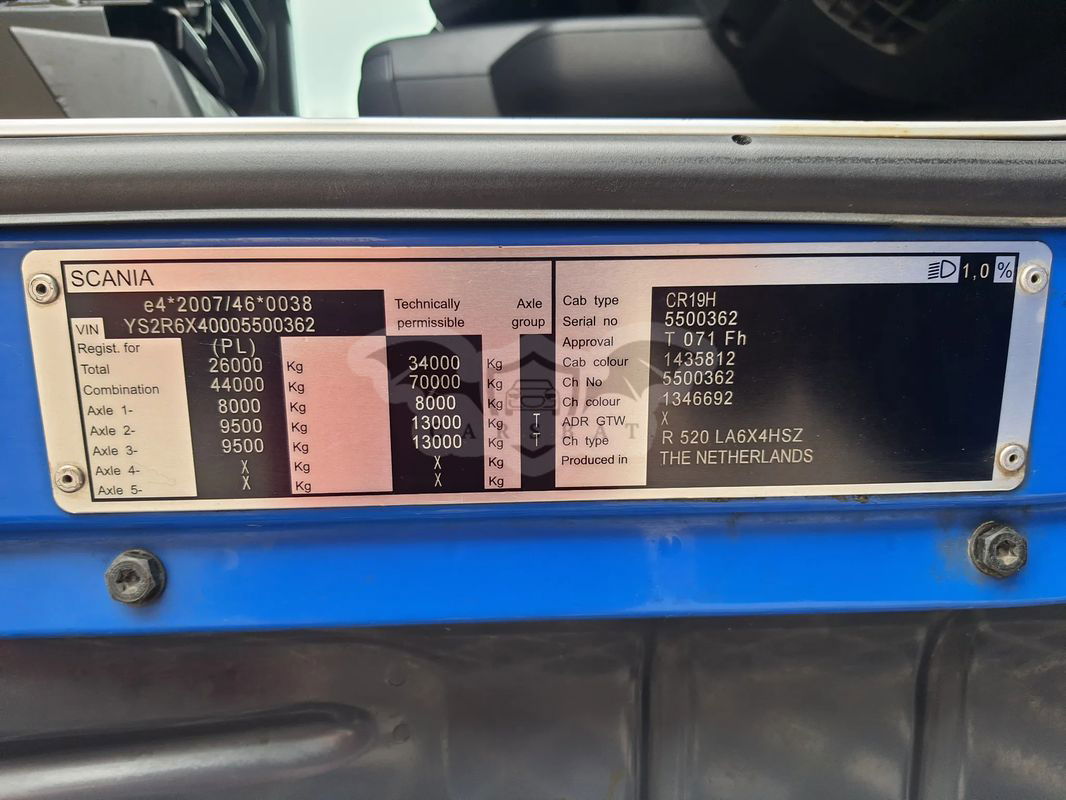 SCANIA
e4*2007/46*0038
VIN YS2R6X40005500362
Technically permissible
Axle group
Regist. for (PL)
Total 26000 Kg 34000 Kg
Combination 44000 Kg 70000 Kg
Axle 1- 8000 Kg 8000 Kg
Axle 2- 9500 Kg 13000 Kg T
Axle 3- 9500 Kg 13000 Kg T
Axle 4- X Kg X Kg
Axle 5- X Kg X Kg
1,0 %
Cab type CR19H
Serial no 5500362
Approval T 071 Fh
Cab colour 1435812
Ch No 5500362
Ch colour 1346692
ADR GTW X
Ch type R 520 LA6X4HSZ
Produced in THE NETHERLANDS